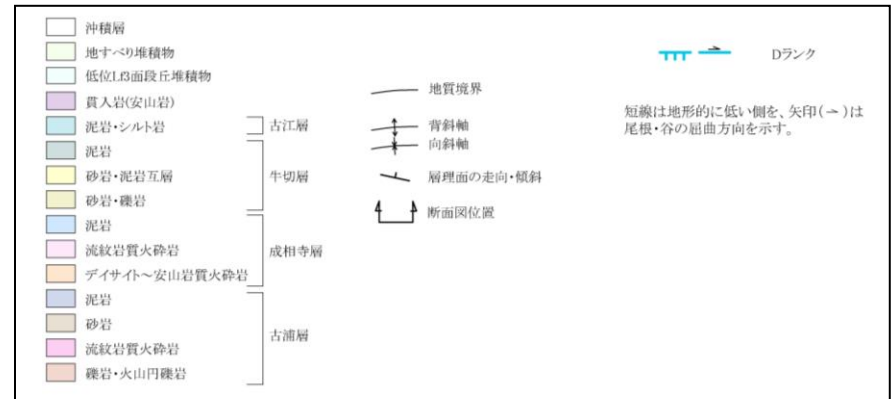 沖積層
地すべり堆積物
低位Lf3面段丘堆積物
貫入岩(安山岩)
泥岩・シルト岩
古江層
泥岩
砂岩・泥岩互層
砂岩・礫岩
牛切層
泥岩
流紋岩質火砕岩
デイサイト～安山岩質火砕岩
成相寺層
泥岩
砂岩
流紋岩質火砕岩
礫岩・火山円礫岩
古浦層
地質境界
背斜軸
向斜軸
層理面の走向・傾斜
断面図位置
Dランク
短線は地形的に低い側を、矢印(⇀)は
尾根・谷の屈曲方向を示す。